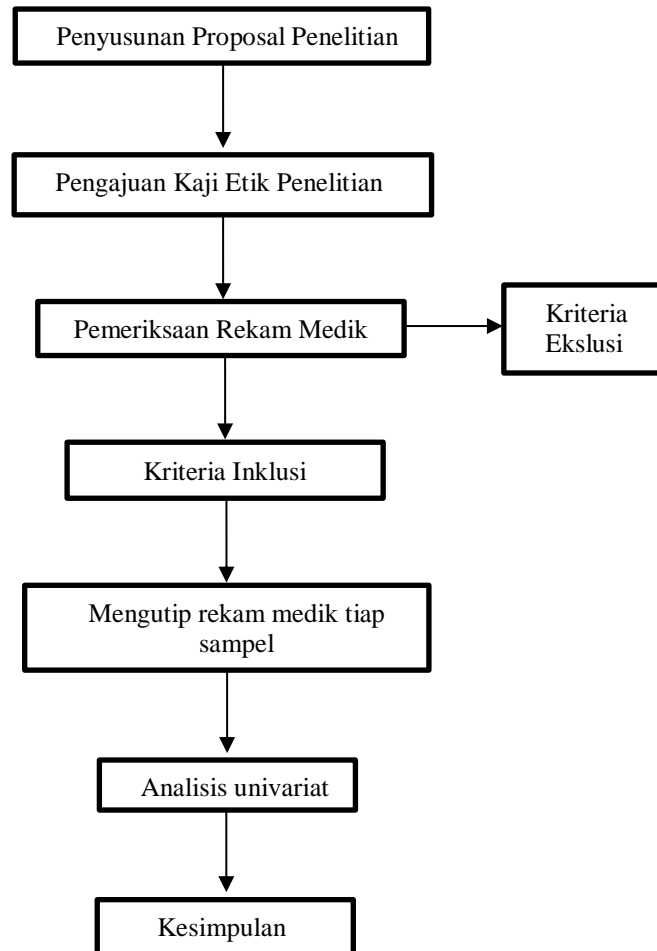 Penyusunan Proposal Penelitian
Pengajuan Kaji Etik Penelitian
Pemeriksaan Rekam Medik
Kriteria
Ekslusi
Kriteria Inklusi
Mengutip rekam medik tiap
sampel
Analisis univariat
Kesimpulan